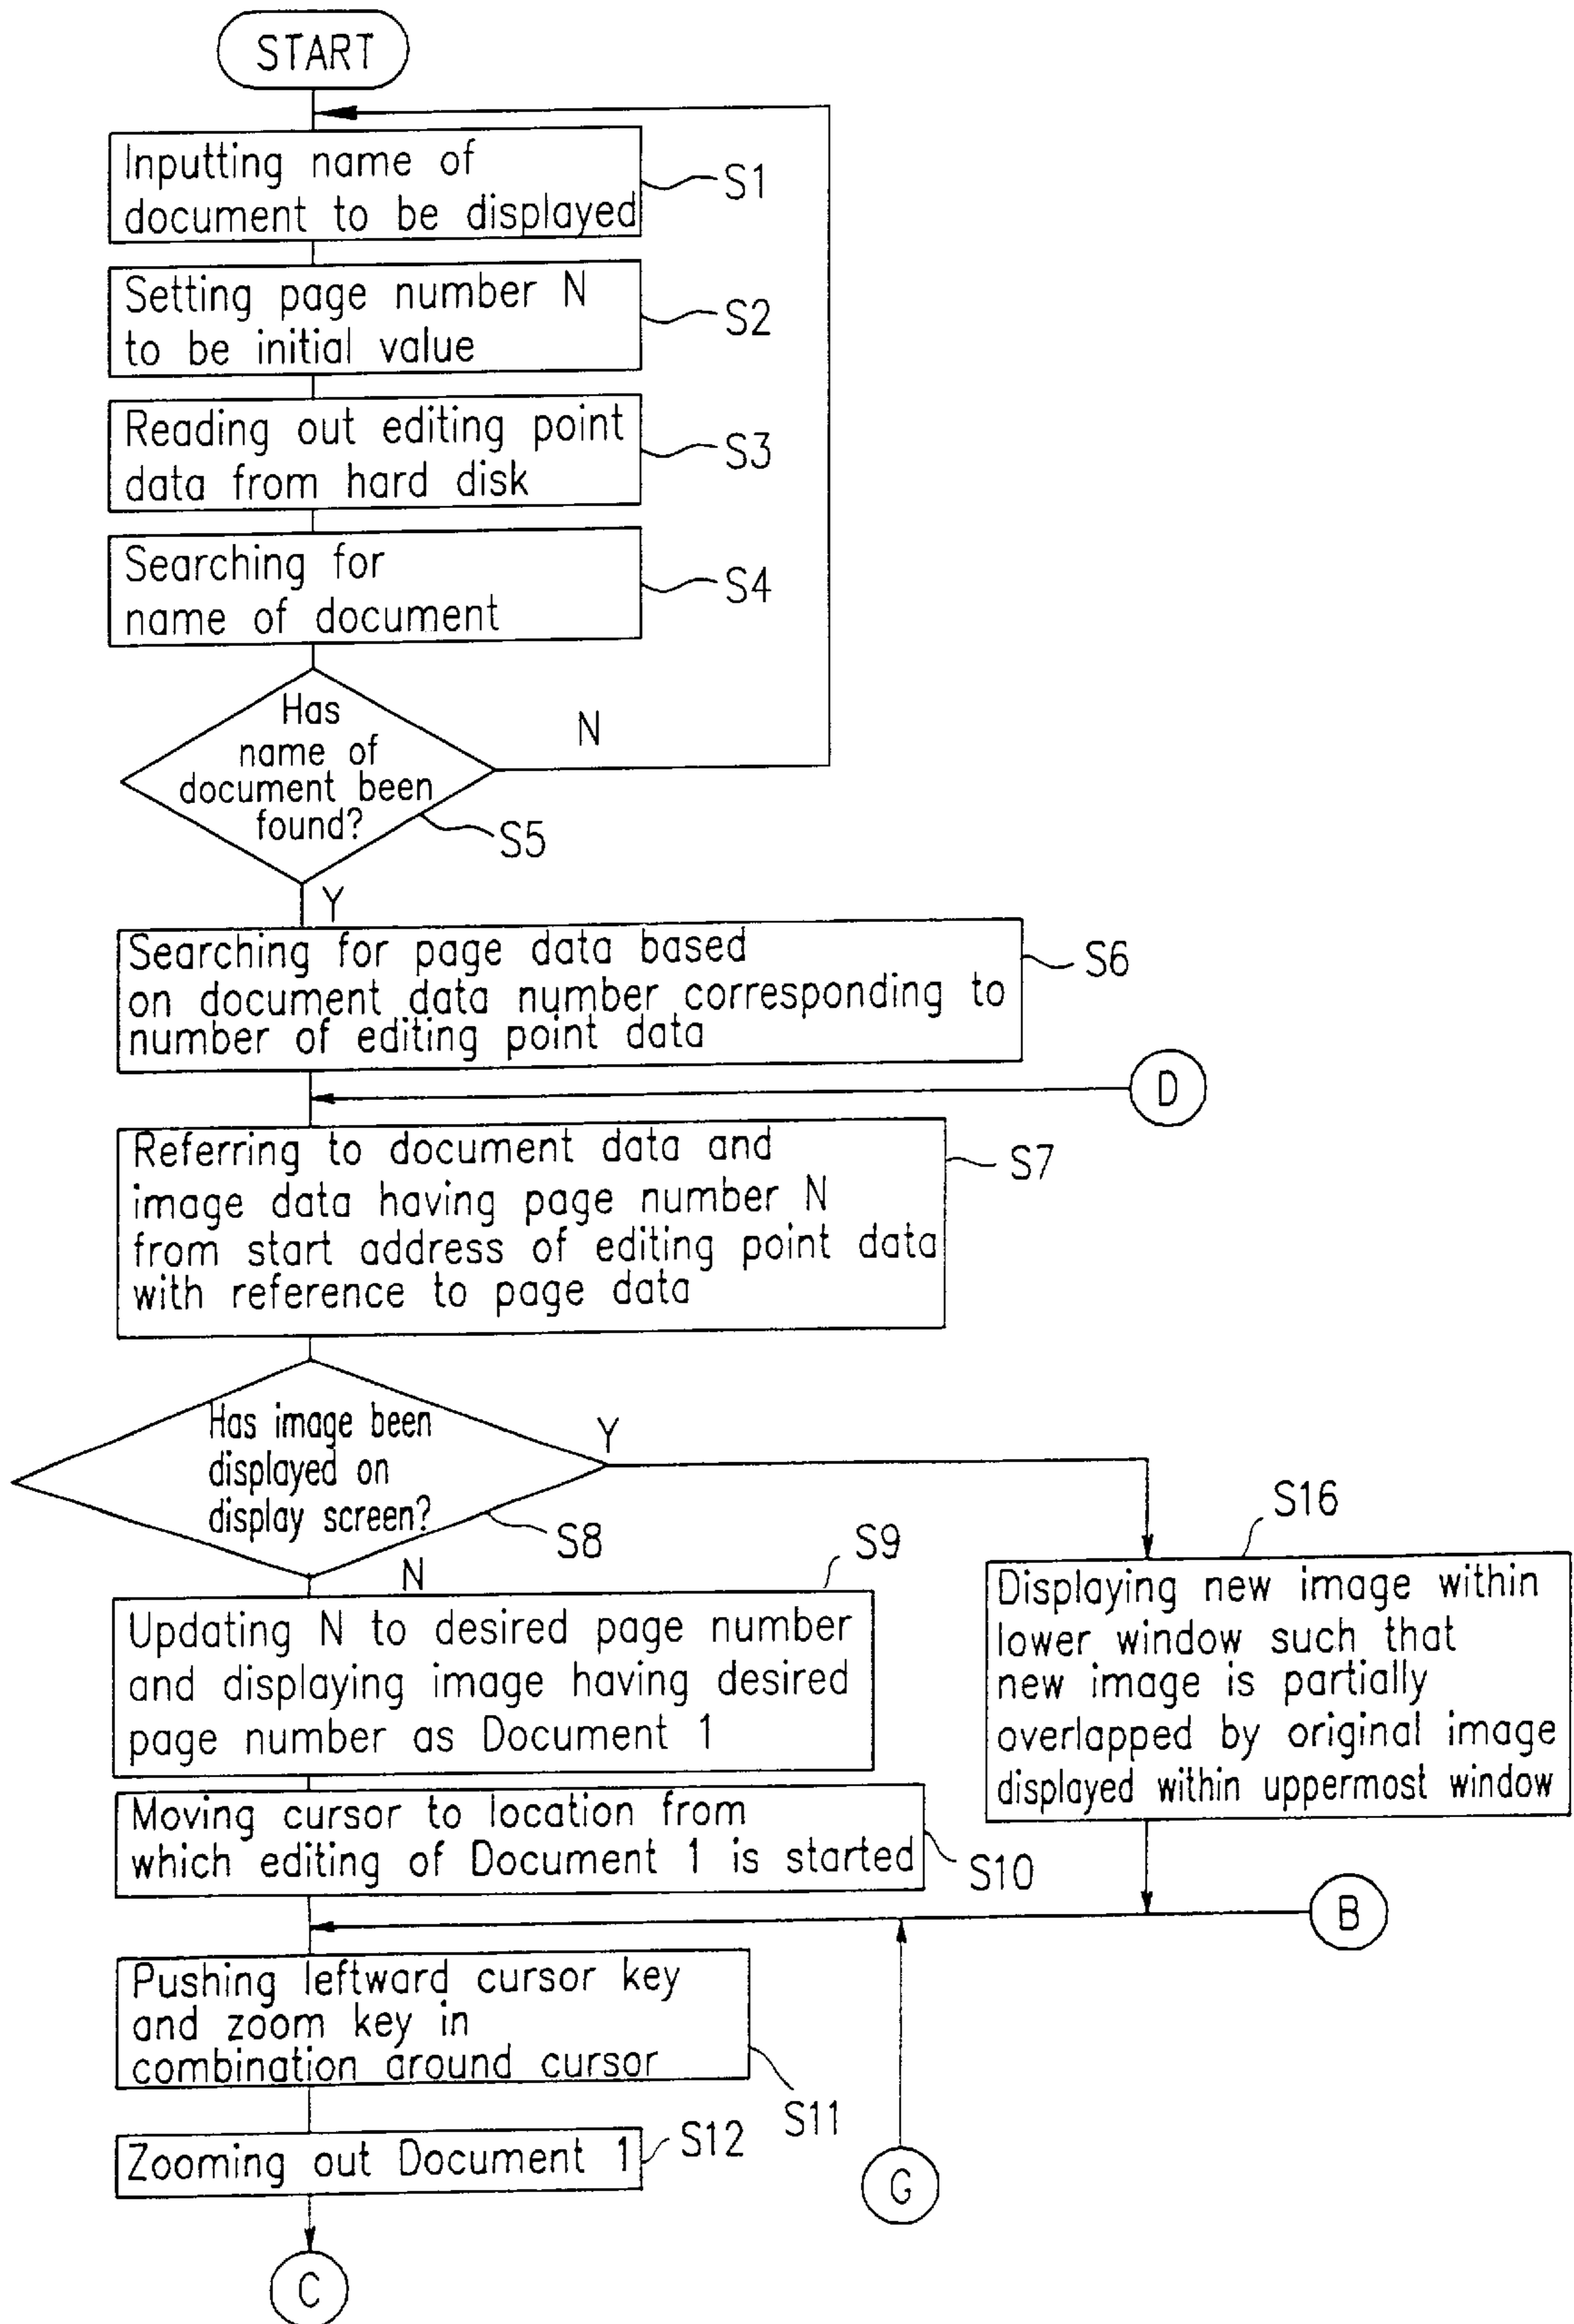 START
Inputting name of
document to be displayed
S1
Setting page number N
to be initial value
S2
Reading out editing point
data from hard disk
S3
Searching for
name of document
S4
Has
name of
document been
found?
N
S5
Y
Searching for page data based
on document data number corresponding to
number of editing point data
S6
D
Referring to document data and
image data having page number N
from start address of editing point data
with reference to page data
S7
Has image been
displayed on
display screen?
Y
S8
N
S9
Updating N to desired page number
and displaying image having desired
page number as Document 1
S16
Displaying new image within
lower window such that
new image is partially
overlapped by original image
displayed within uppermost window
Moving cursor to location from
which editing of Document 1 is started
S10
B
Pushing leftward cursor key
and zoom key in
combination around cursor
S11
Zooming out Document 1
S12
G
C